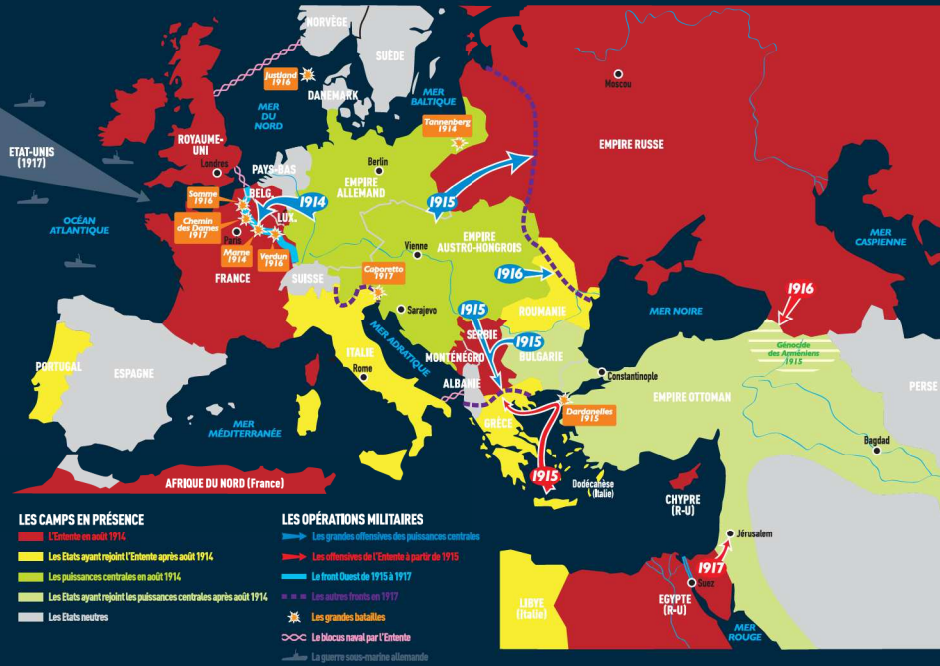 NORVÈGE
SUÈDE
Moscou
Justland
1916
MER
DU
NORD
DANEMARK
MER
BALTIQUE
Tannenberg
1914
ETAT-UNIS
(1917)
ROYAUME-
UNI
Londres
PAYS-BAS
Berlin
EMPIRE
ALLEMAND
EMPIRE RUSSE
BELG.
1914
1915
Somme
1916
LUX.
Chemin
des Dames
1917
Paris
OCÉAN
ATLANTIQUE
Marne
1914
Verdun
1916
FRANCE
SUISSE
Vienne
EMPIRE
AUSTRO-HONGROIS
Caporetto
1917
1916
MER
CASPIENNE
1916
Sarajevo
1915
ROUMANIE
MER NOIRE
MER ADRIATIQUE
SERBIE
1915
BULGARIE
Génocide
des Arméniens
1915
PORTUGAL
ESPAGNE
ITALIE
Rome
MONTÉNÉGRO
ALBANIE
Constantinople
EMPIRE OTTOMAN
PERSE
MER
MÉDITERRANÉE
GRÈCE
Dardanelles
1915
Bagdad
AFRIQUE DU NORD (France)
1915
Dodécanèse
(Italie)
CHYPRE
(R-U)
Jérusalem
1917
Suez
LIBYE
(Italie)
EGYPTE
(R-U)
MER
ROUGE
LES CAMPS EN PRÉSENCE
L'Entente en août 1914
Les Etats ayant rejoint l'Entente après août 1914
Les puissances centrales en août 1914
Les Etats ayant rejoint les puissances centrales après août 1914
Les Etats neutres
LES OPÉRATIONS MILITAIRES
Les grandes offensives des puissances centrales
Les offensives de l'Entente à partir de 1915
Le front Ouest de 1915 à 1917
Les autres fronts en 1917
Les grandes batailles
Le blocus naval par l'Entente
La guerre sous-marine allemande